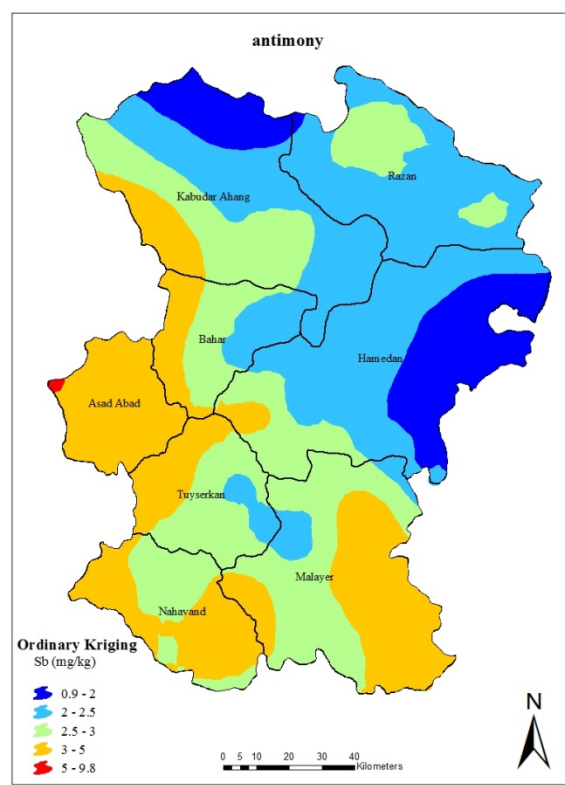 antimony
Razan
Kabudar Ahang
Bahar
Hamedan
Asad Abad
Tuyserkan
Malayer
Nahavand
Ordinary Kriging
Sb (mg/kg)
0.9 - 2
2 - 2.5
2.5 - 3
3 - 5
5 - 9.8
N
0 5 10 20 30 40
Kilometers